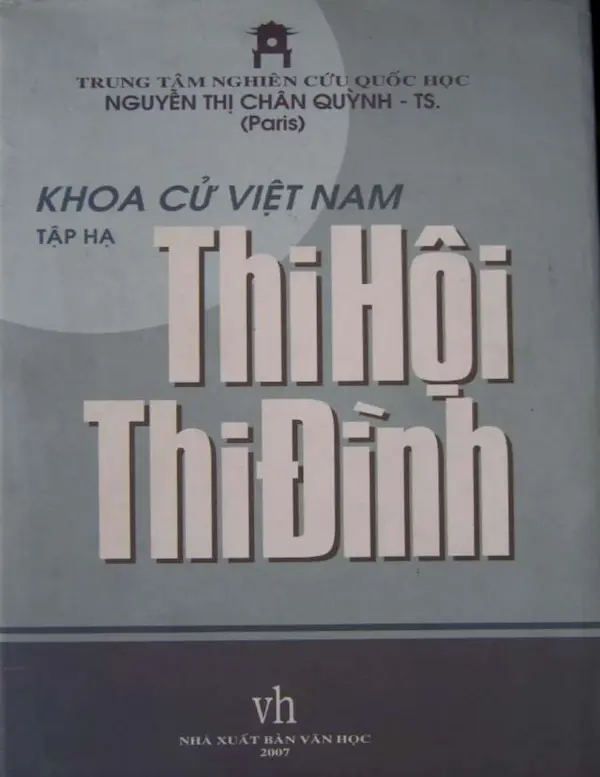 TRUNG TÂM NGHIÊN CỨU QUỐC HỌC
NGUYỄN THỊ CHÂN QUỲNH - TS.
(Paris)
KHOA CỬ VIỆT NAM
TẬP HẠ
Thi Hội
Thi Đình
vh
NHÀ XUẤT BẢN VĂN HỌC
2007